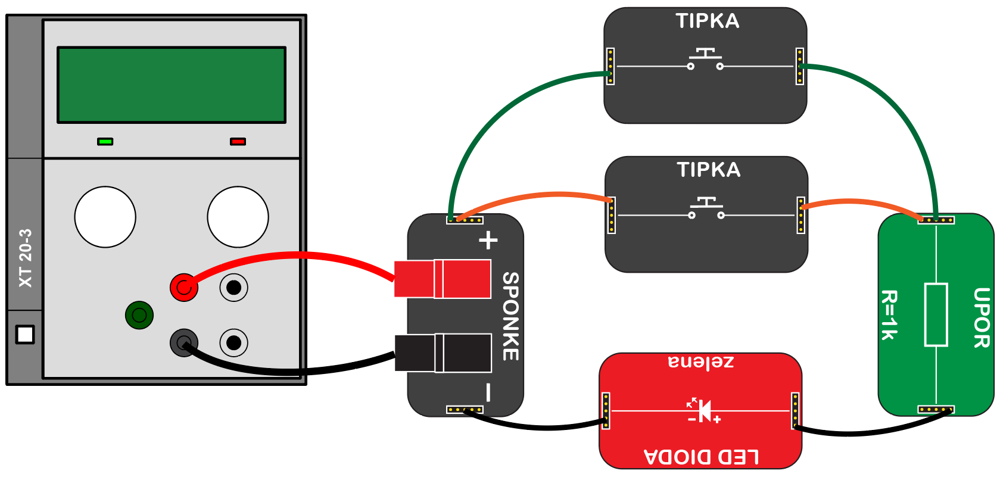 TIPKA
TIPKA
XT 20-3
+
SPONKE
−
R=1k
UPOR
zelena
- +
LED DIODA